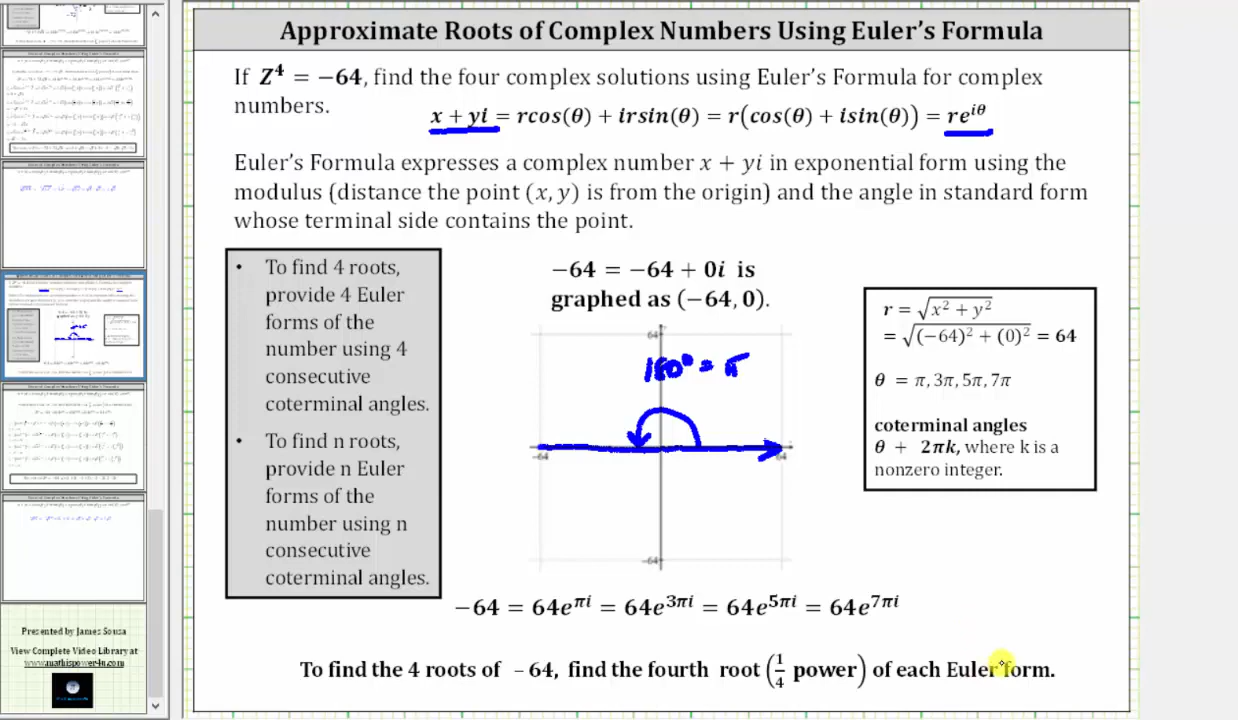 Approximate Roots of Complex Numbers Using Euler's Formula
If Z⁴ = −64, find the four complex solutions using Euler's Formula for complex
numbers.
x + yi = rcos(θ) + irsin(θ) = r(cos(θ) + isin(θ)) = re^{iθ}
Euler's Formula expresses a complex number x + yi in exponential form using the
modulus (distance the point (x, y) is from the origin) and the angle in standard form
whose terminal side contains the point.
• To find 4 roots,
provide 4 Euler
forms of the
number using 4
consecutive
coterminal angles.
• To find n roots,
provide n Euler
forms of the
number using n
consecutive
coterminal angles.
−64 = −64 + 0i is
graphed as (−64, 0).
64
180° = π
−64
64
−64
r = √(x² + y²)
= √((−64)² + (0)²) = 64
θ = π, 3π, 5π, 7π
coterminal angles
θ + 2πk, where k is a
nonzero integer.
−64 = 64e^{πi} = 64e^{3πi} = 64e^{5πi} = 64e^{7πi}
To find the 4 roots of −64, find the fourth root (1/4 power) of each Euler form.
Presented by James Sousa
View Complete Video Library at
www.mathispower4u.com